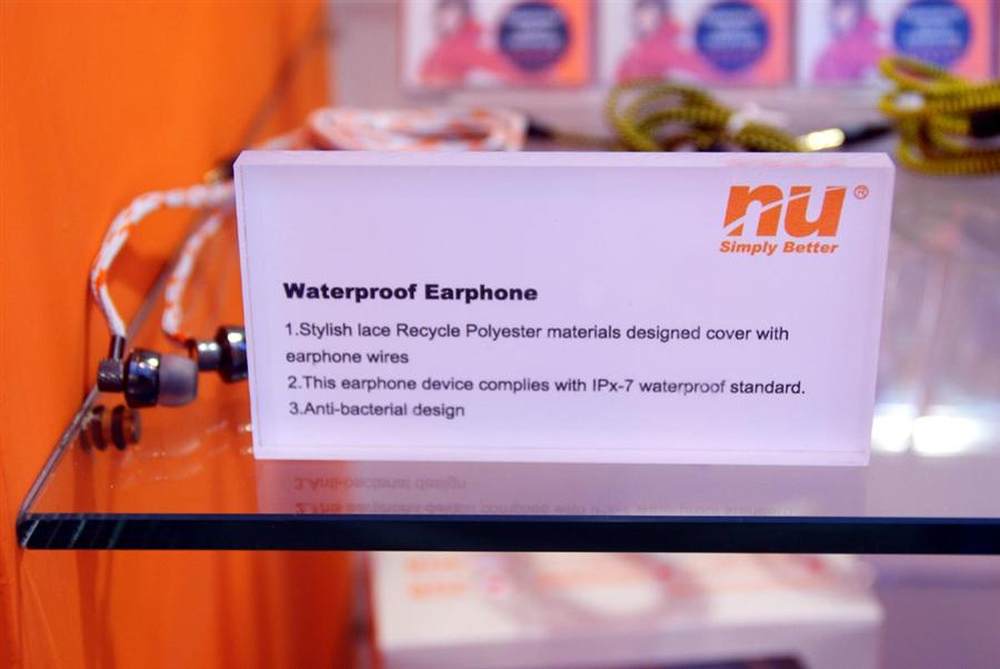 nu®
Simply Better
Waterproof Earphone
1.Stylish lace Recycle Polyester materials designed cover with
earphone wires
2.This earphone device complies with IPx-7 waterproof standard.
3.Anti-bacterial design